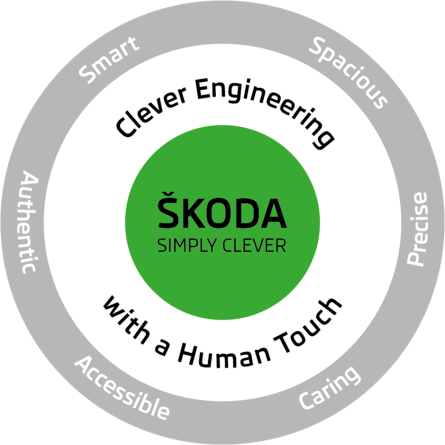 Smart
Spacious
Clever Engineering
ŠKODA
SIMPLY CLEVER
Authentic
Precise
with a Human Touch
Accessible
Caring